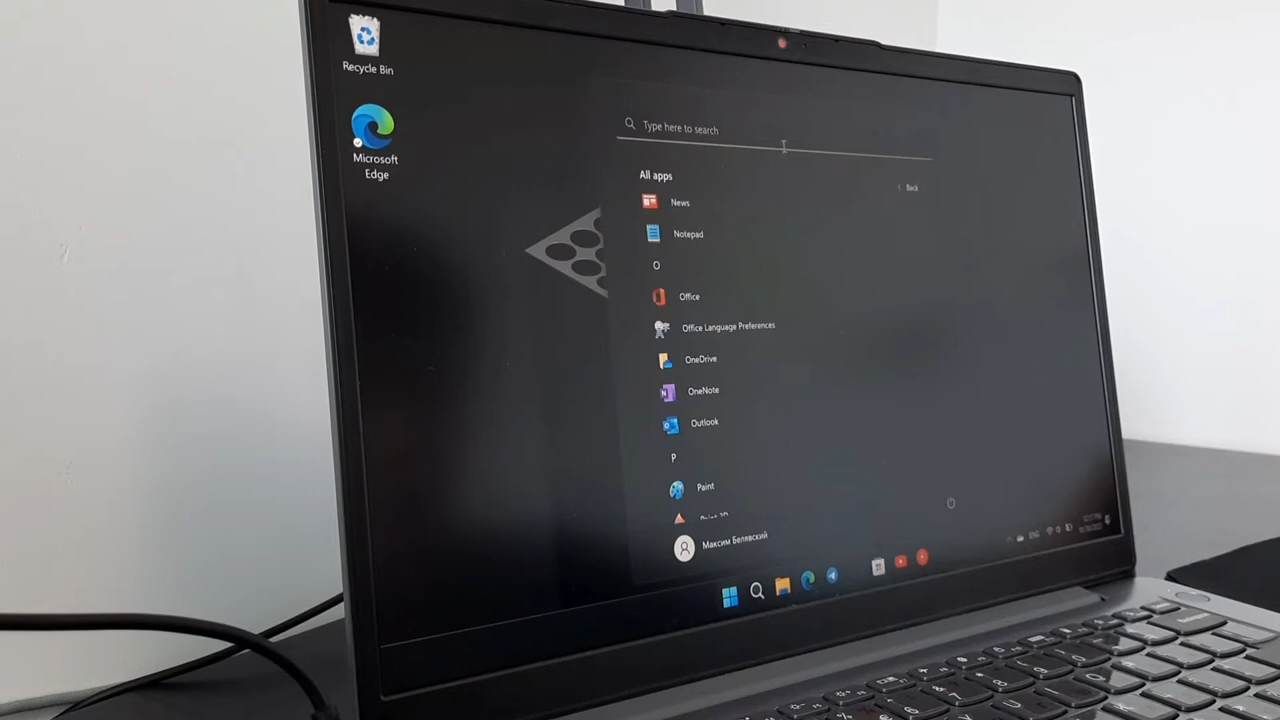 Recycle Bin
Microsoft
Edge
Type here to search
All apps
Back
News
Notepad
O
Office
Office Language Preferences
OneDrive
OneNote
Outlook
P
Paint
Максим Белявский
ENG